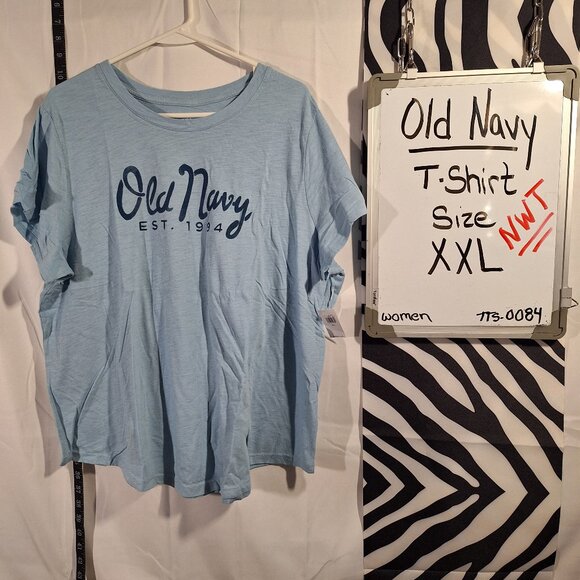 Old Navy
EST. 1994
Old Navy
T-Shirt
Size
NWT
XXL
women
TTS-0084